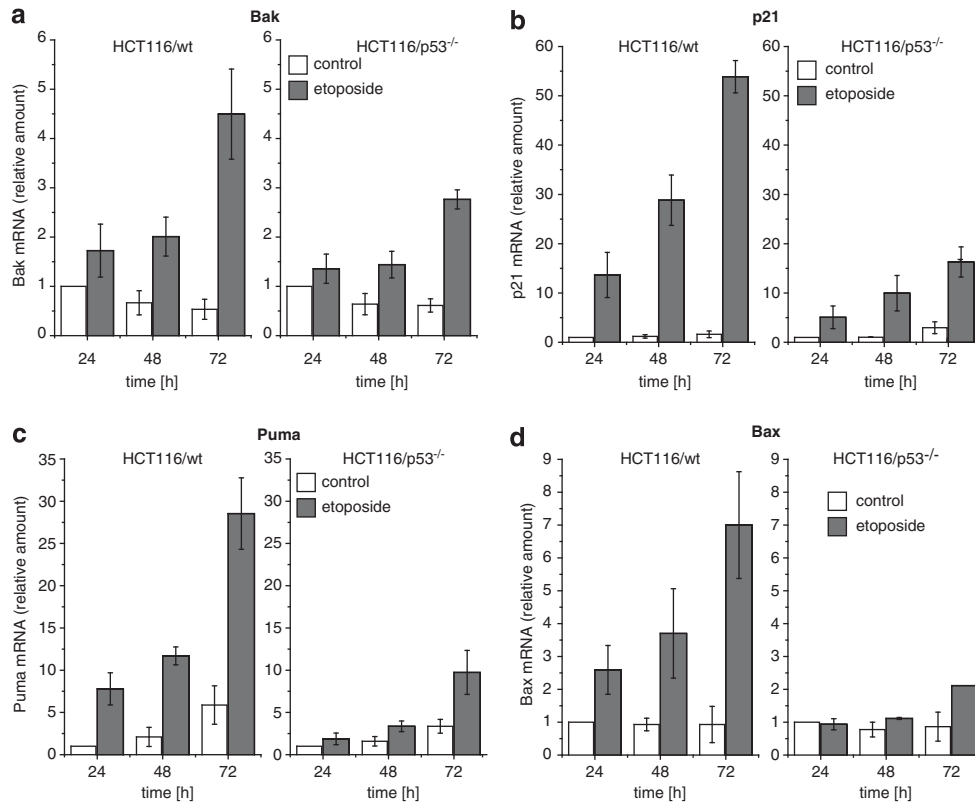 a
Bak
HCT116/wt
HCT116/p53-/-
control
etoposide
Bak mRNA (relative amount)
6
5
4
3
2
1
0
24 48 72
time [h]
6
5
4
3
2
1
0
24 48 72
time [h]
b
p21
HCT116/wt
HCT116/p53-/-
control
etoposide
p21 mRNA (relative amount)
60
50
40
30
20
10
0
24 48 72
time [h]
60
50
40
30
20
10
0
24 48 72
time [h]
c
Puma
HCT116/wt
HCT116/p53-/-
control
etoposide
Puma mRNA (relative amount)
35
30
25
20
15
10
5
0
24 48 72
time [h]
35
30
25
20
15
10
5
0
24 48 72
time [h]
d
Bax
HCT116/wt
HCT116/p53-/-
control
etoposide
Bax mRNA (relative amount)
9
8
7
6
5
4
3
2
1
0
24 48 72
time [h]
9
8
7
6
5
4
3
2
1
0
24 48 72
time [h]